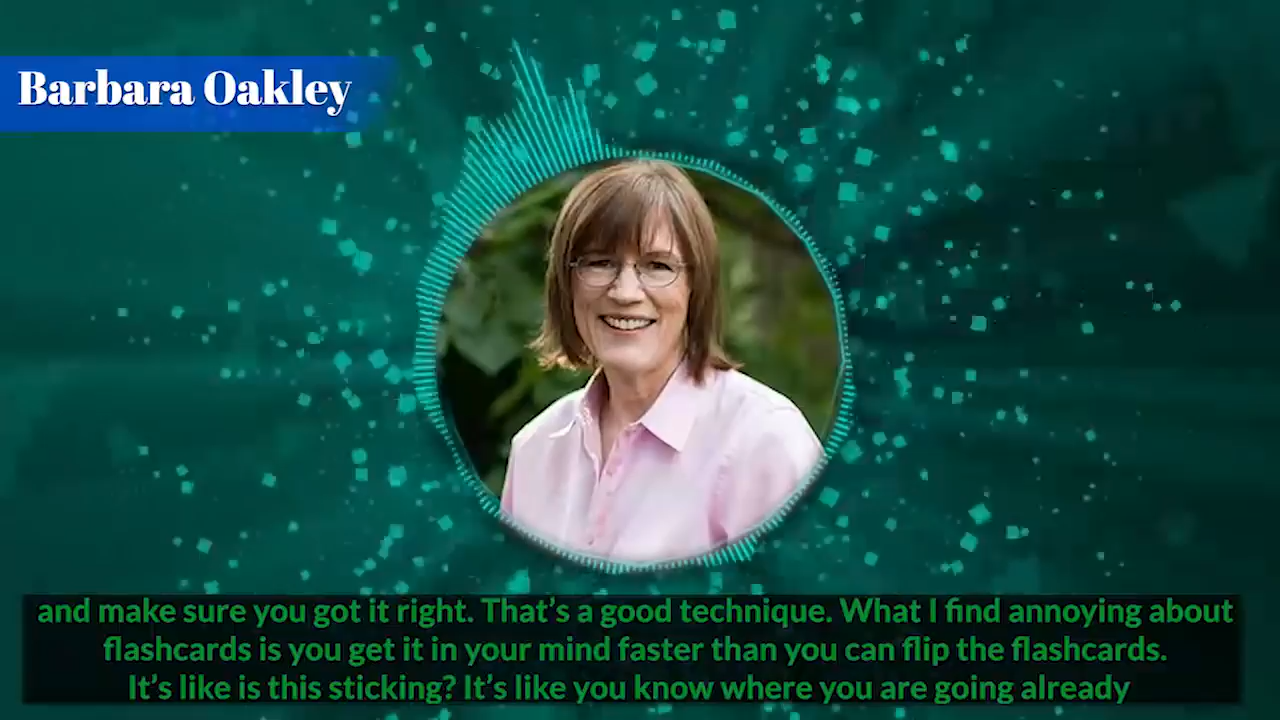 Barbara Oakley
and make sure you got it right. That's a good technique. What I find annoying about
flashcards is you get it in your mind faster than you can flip the flashcards.
It's like is this sticking? It's like you know where you are going already